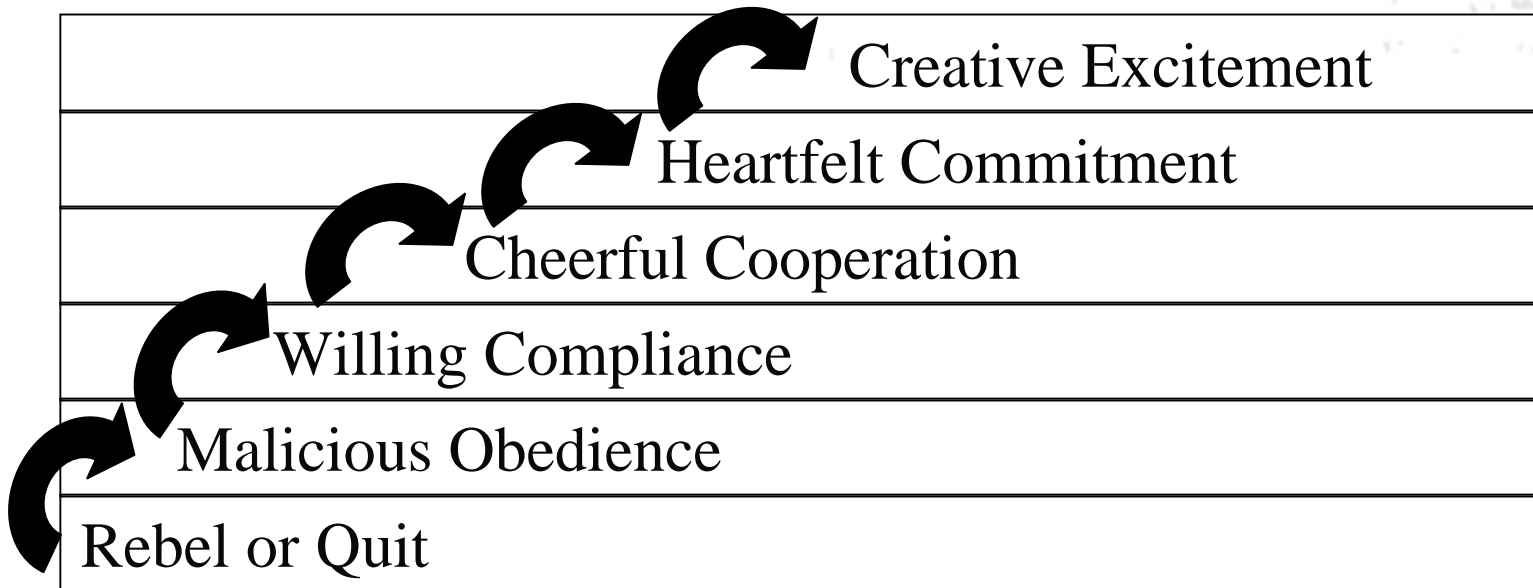 Creative Excitement
Heartfelt Commitment
Cheerful Cooperation
Willing Compliance
Malicious Obedience
Rebel or Quit